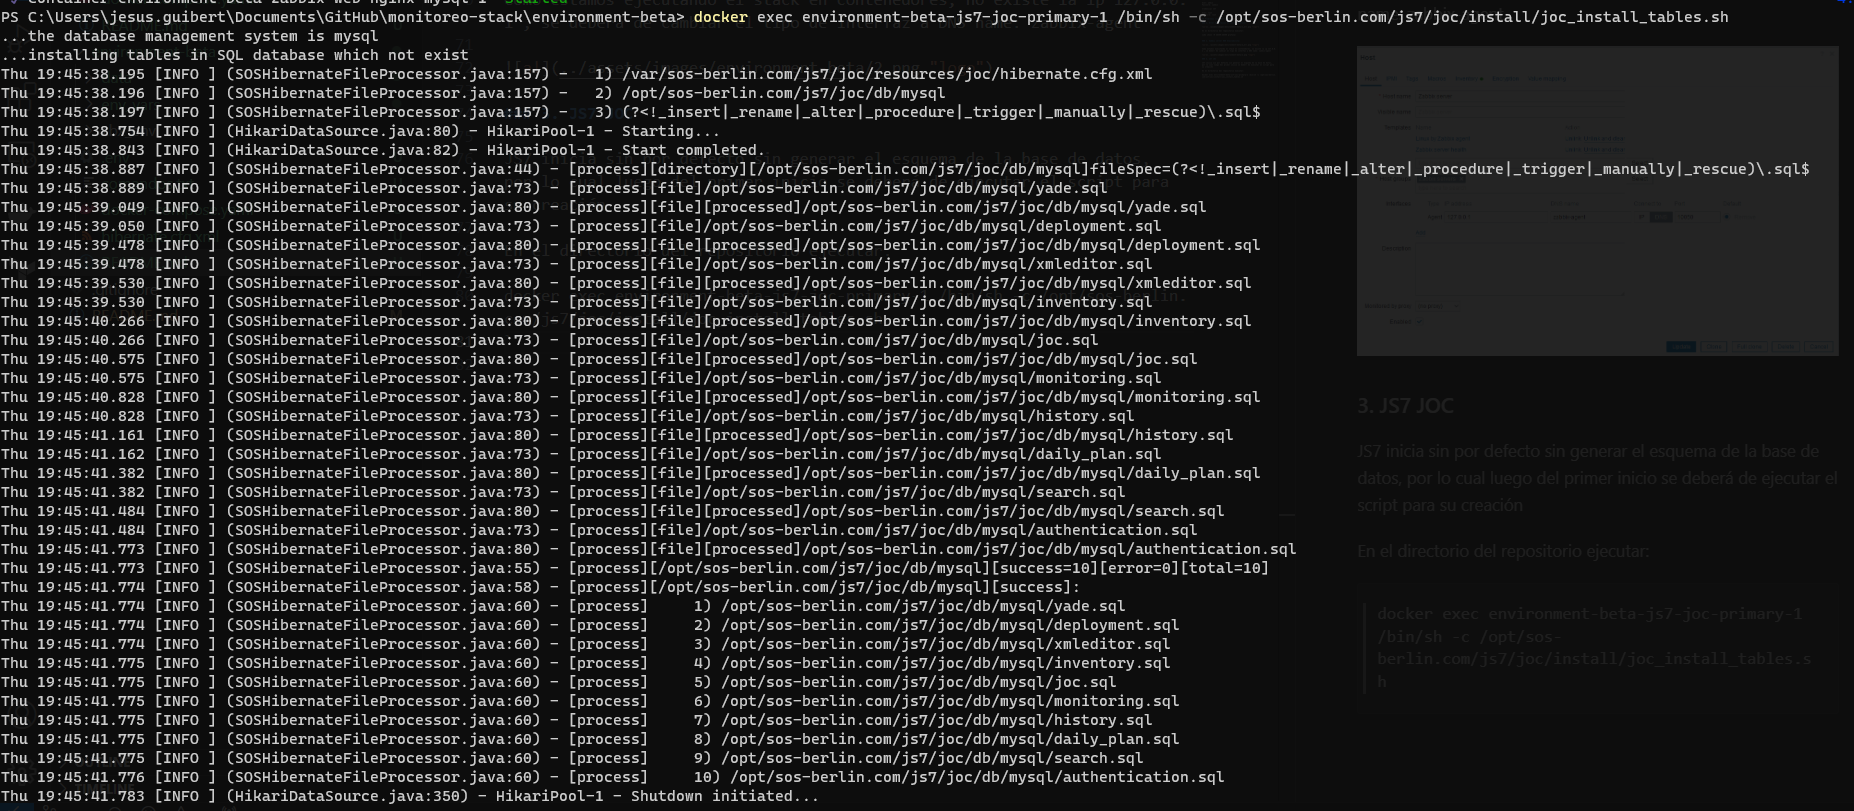 PS C:\Users\jesus.guibert\Documents\GitHub\monitoreo-stack\environment-beta> docker exec environment-beta-js7-joc-primary-1 /bin/sh -c /opt/sos-berlin.com/js7/joc/install/joc_install_tables.sh
...the database management system is mysql
...installing tables in SQL database which not exist
Thu 19:45:38.195 [INFO ] (SOSHibernateFileProcessor.java:157) - 1) /var/sos-berlin.com/js7/joc/resources/joc/hibernate.cfg.xml
Thu 19:45:38.196 [INFO ] (SOSHibernateFileProcessor.java:157) - 2) /opt/sos-berlin.com/js7/joc/db/mysql
Thu 19:45:38.197 [INFO ] (SOSHibernateFileProcessor.java:157) - 3) (?<!_insert|_rename|_alter|_procedure|_trigger|_manually|_rescue)\.sql$
Thu 19:45:38.754 [INFO ] (HikariDataSource.java:80) - HikariPool-1 - Starting...
Thu 19:45:38.843 [INFO ] (HikariDataSource.java:82) - HikariPool-1 - Start completed.
Thu 19:45:38.887 [INFO ] (SOSHibernateFileProcessor.java:44) - [process][directory][/opt/sos-berlin.com/js7/joc/db/mysql]fileSpec=(?<!_insert|_rename|_alter|_procedure|_trigger|_manually|_rescue)\.sql$
Thu 19:45:38.889 [INFO ] (SOSHibernateFileProcessor.java:73) - [process][file]/opt/sos-berlin.com/js7/joc/db/mysql/yade.sql
Thu 19:45:39.049 [INFO ] (SOSHibernateFileProcessor.java:80) - [process][file][processed]/opt/sos-berlin.com/js7/joc/db/mysql/yade.sql
Thu 19:45:39.050 [INFO ] (SOSHibernateFileProcessor.java:73) - [process][file]/opt/sos-berlin.com/js7/joc/db/mysql/deployment.sql
Thu 19:45:39.478 [INFO ] (SOSHibernateFileProcessor.java:80) - [process][file][processed]/opt/sos-berlin.com/js7/joc/db/mysql/deployment.sql
Thu 19:45:39.478 [INFO ] (SOSHibernateFileProcessor.java:73) - [process][file]/opt/sos-berlin.com/js7/joc/db/mysql/xmleditor.sql
Thu 19:45:39.530 [INFO ] (SOSHibernateFileProcessor.java:80) - [process][file][processed]/opt/sos-berlin.com/js7/joc/db/mysql/xmleditor.sql
Thu 19:45:39.530 [INFO ] (SOSHibernateFileProcessor.java:73) - [process][file]/opt/sos-berlin.com/js7/joc/db/mysql/inventory.sql
Thu 19:45:40.266 [INFO ] (SOSHibernateFileProcessor.java:80) - [process][file][processed]/opt/sos-berlin.com/js7/joc/db/mysql/inventory.sql
Thu 19:45:40.266 [INFO ] (SOSHibernateFileProcessor.java:73) - [process][file]/opt/sos-berlin.com/js7/joc/db/mysql/joc.sql
Thu 19:45:40.575 [INFO ] (SOSHibernateFileProcessor.java:80) - [process][file][processed]/opt/sos-berlin.com/js7/joc/db/mysql/joc.sql
Thu 19:45:40.575 [INFO ] (SOSHibernateFileProcessor.java:73) - [process][file]/opt/sos-berlin.com/js7/joc/db/mysql/monitoring.sql
Thu 19:45:40.828 [INFO ] (SOSHibernateFileProcessor.java:80) - [process][file][processed]/opt/sos-berlin.com/js7/joc/db/mysql/monitoring.sql
Thu 19:45:40.828 [INFO ] (SOSHibernateFileProcessor.java:73) - [process][file]/opt/sos-berlin.com/js7/joc/db/mysql/history.sql
Thu 19:45:41.161 [INFO ] (SOSHibernateFileProcessor.java:80) - [process][file][processed]/opt/sos-berlin.com/js7/joc/db/mysql/history.sql
Thu 19:45:41.162 [INFO ] (SOSHibernateFileProcessor.java:73) - [process][file]/opt/sos-berlin.com/js7/joc/db/mysql/daily_plan.sql
Thu 19:45:41.382 [INFO ] (SOSHibernateFileProcessor.java:80) - [process][file][processed]/opt/sos-berlin.com/js7/joc/db/mysql/daily_plan.sql
Thu 19:45:41.382 [INFO ] (SOSHibernateFileProcessor.java:73) - [process][file]/opt/sos-berlin.com/js7/joc/db/mysql/search.sql
Thu 19:45:41.484 [INFO ] (SOSHibernateFileProcessor.java:80) - [process][file][processed]/opt/sos-berlin.com/js7/joc/db/mysql/search.sql
Thu 19:45:41.484 [INFO ] (SOSHibernateFileProcessor.java:73) - [process][file]/opt/sos-berlin.com/js7/joc/db/mysql/authentication.sql
Thu 19:45:41.773 [INFO ] (SOSHibernateFileProcessor.java:80) - [process][file][processed]/opt/sos-berlin.com/js7/joc/db/mysql/authentication.sql
Thu 19:45:41.773 [INFO ] (SOSHibernateFileProcessor.java:55) - [process][/opt/sos-berlin.com/js7/joc/db/mysql][success=10][error=0][total=10]
Thu 19:45:41.774 [INFO ] (SOSHibernateFileProcessor.java:58) - [process][/opt/sos-berlin.com/js7/joc/db/mysql][success]:
Thu 19:45:41.774 [INFO ] (SOSHibernateFileProcessor.java:60) - [process] 1) /opt/sos-berlin.com/js7/joc/db/mysql/yade.sql
Thu 19:45:41.774 [INFO ] (SOSHibernateFileProcessor.java:60) - [process] 2) /opt/sos-berlin.com/js7/joc/db/mysql/deployment.sql
Thu 19:45:41.774 [INFO ] (SOSHibernateFileProcessor.java:60) - [process] 3) /opt/sos-berlin.com/js7/joc/db/mysql/xmleditor.sql
Thu 19:45:41.775 [INFO ] (SOSHibernateFileProcessor.java:60) - [process] 4) /opt/sos-berlin.com/js7/joc/db/mysql/inventory.sql
Thu 19:45:41.775 [INFO ] (SOSHibernateFileProcessor.java:60) - [process] 5) /opt/sos-berlin.com/js7/joc/db/mysql/joc.sql
Thu 19:45:41.775 [INFO ] (SOSHibernateFileProcessor.java:60) - [process] 6) /opt/sos-berlin.com/js7/joc/db/mysql/monitoring.sql
Thu 19:45:41.775 [INFO ] (SOSHibernateFileProcessor.java:60) - [process] 7) /opt/sos-berlin.com/js7/joc/db/mysql/history.sql
Thu 19:45:41.775 [INFO ] (SOSHibernateFileProcessor.java:60) - [process] 8) /opt/sos-berlin.com/js7/joc/db/mysql/daily_plan.sql
Thu 19:45:41.775 [INFO ] (SOSHibernateFileProcessor.java:60) - [process] 9) /opt/sos-berlin.com/js7/joc/db/mysql/search.sql
Thu 19:45:41.776 [INFO ] (SOSHibernateFileProcessor.java:60) - [process] 10) /opt/sos-berlin.com/js7/joc/db/mysql/authentication.sql
Thu 19:45:41.783 [INFO ] (HikariDataSource.java:350) - HikariPool-1 - Shutdown initiated...
3. JS7 JOC
JS7 inicia sin por defecto sin generar el esquema de la base de
datos, por lo cual luego del primer inicio se deberá de ejecutar el
script para su creación
En el directorio del repositorio ejecutar:
docker exec environment-beta-js7-joc-primary-1
/bin/sh -c /opt/sos-
berlin.com/js7/joc/install/joc_install_tables.s
h